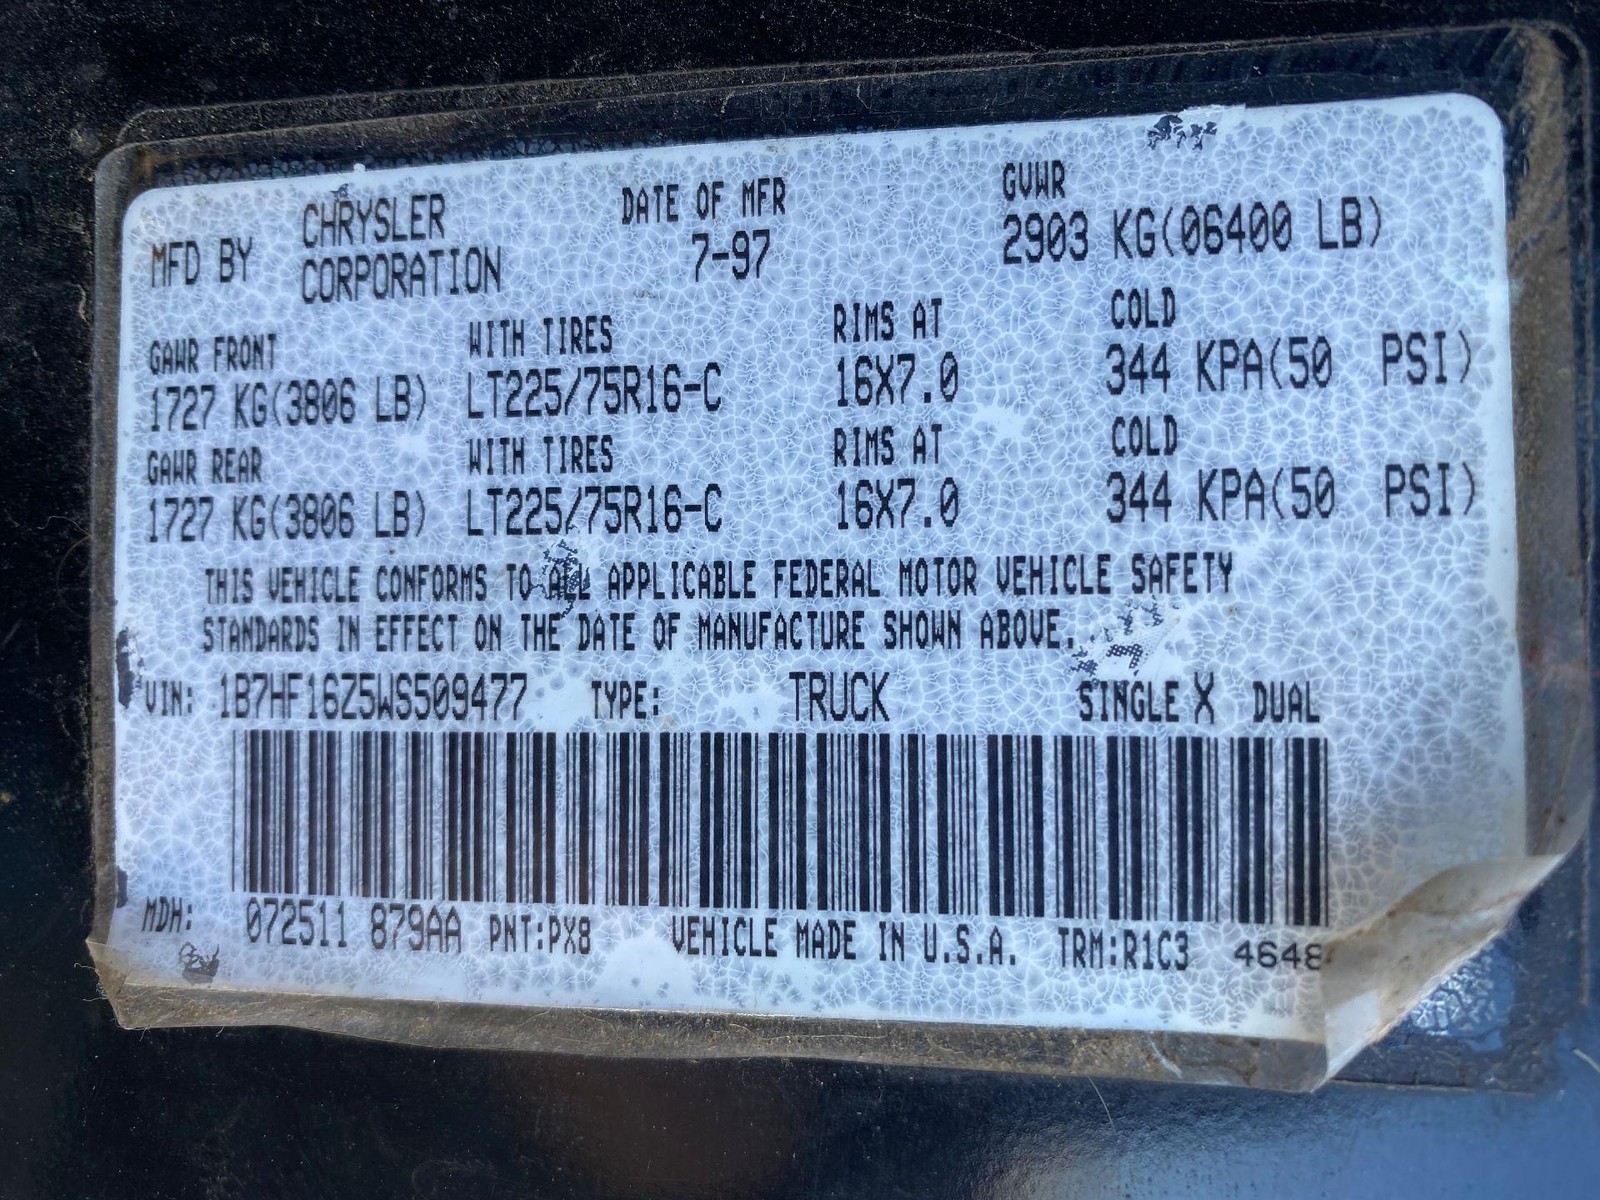 MFD BY CHRYSLER CORPORATION DATE OF MFR 7-97 GVWR 2903 KG(06400 LB)
GAWR FRONT WITH TIRES RIMS AT COLD
1727 KG(3806 LB) LT225/75R16-C 16X7.0 344 KPA(50 PSI)
GAWR REAR WITH TIRES RIMS AT COLD
1727 KG(3806 LB) LT225/75R16-C 16X7.0 344 KPA(50 PSI)
THIS VEHICLE CONFORMS TO ALL APPLICABLE FEDERAL MOTOR VEHICLE SAFETY
STANDARDS IN EFFECT ON THE DATE OF MANUFACTURE SHOWN ABOVE.
VIN: 1B7HF16Z5WS509477 TYPE: TRUCK SINGLE X DUAL
MDH: 072511 879AA PNT:PX8 VEHICLE MADE IN U.S.A. TRM:R1C3